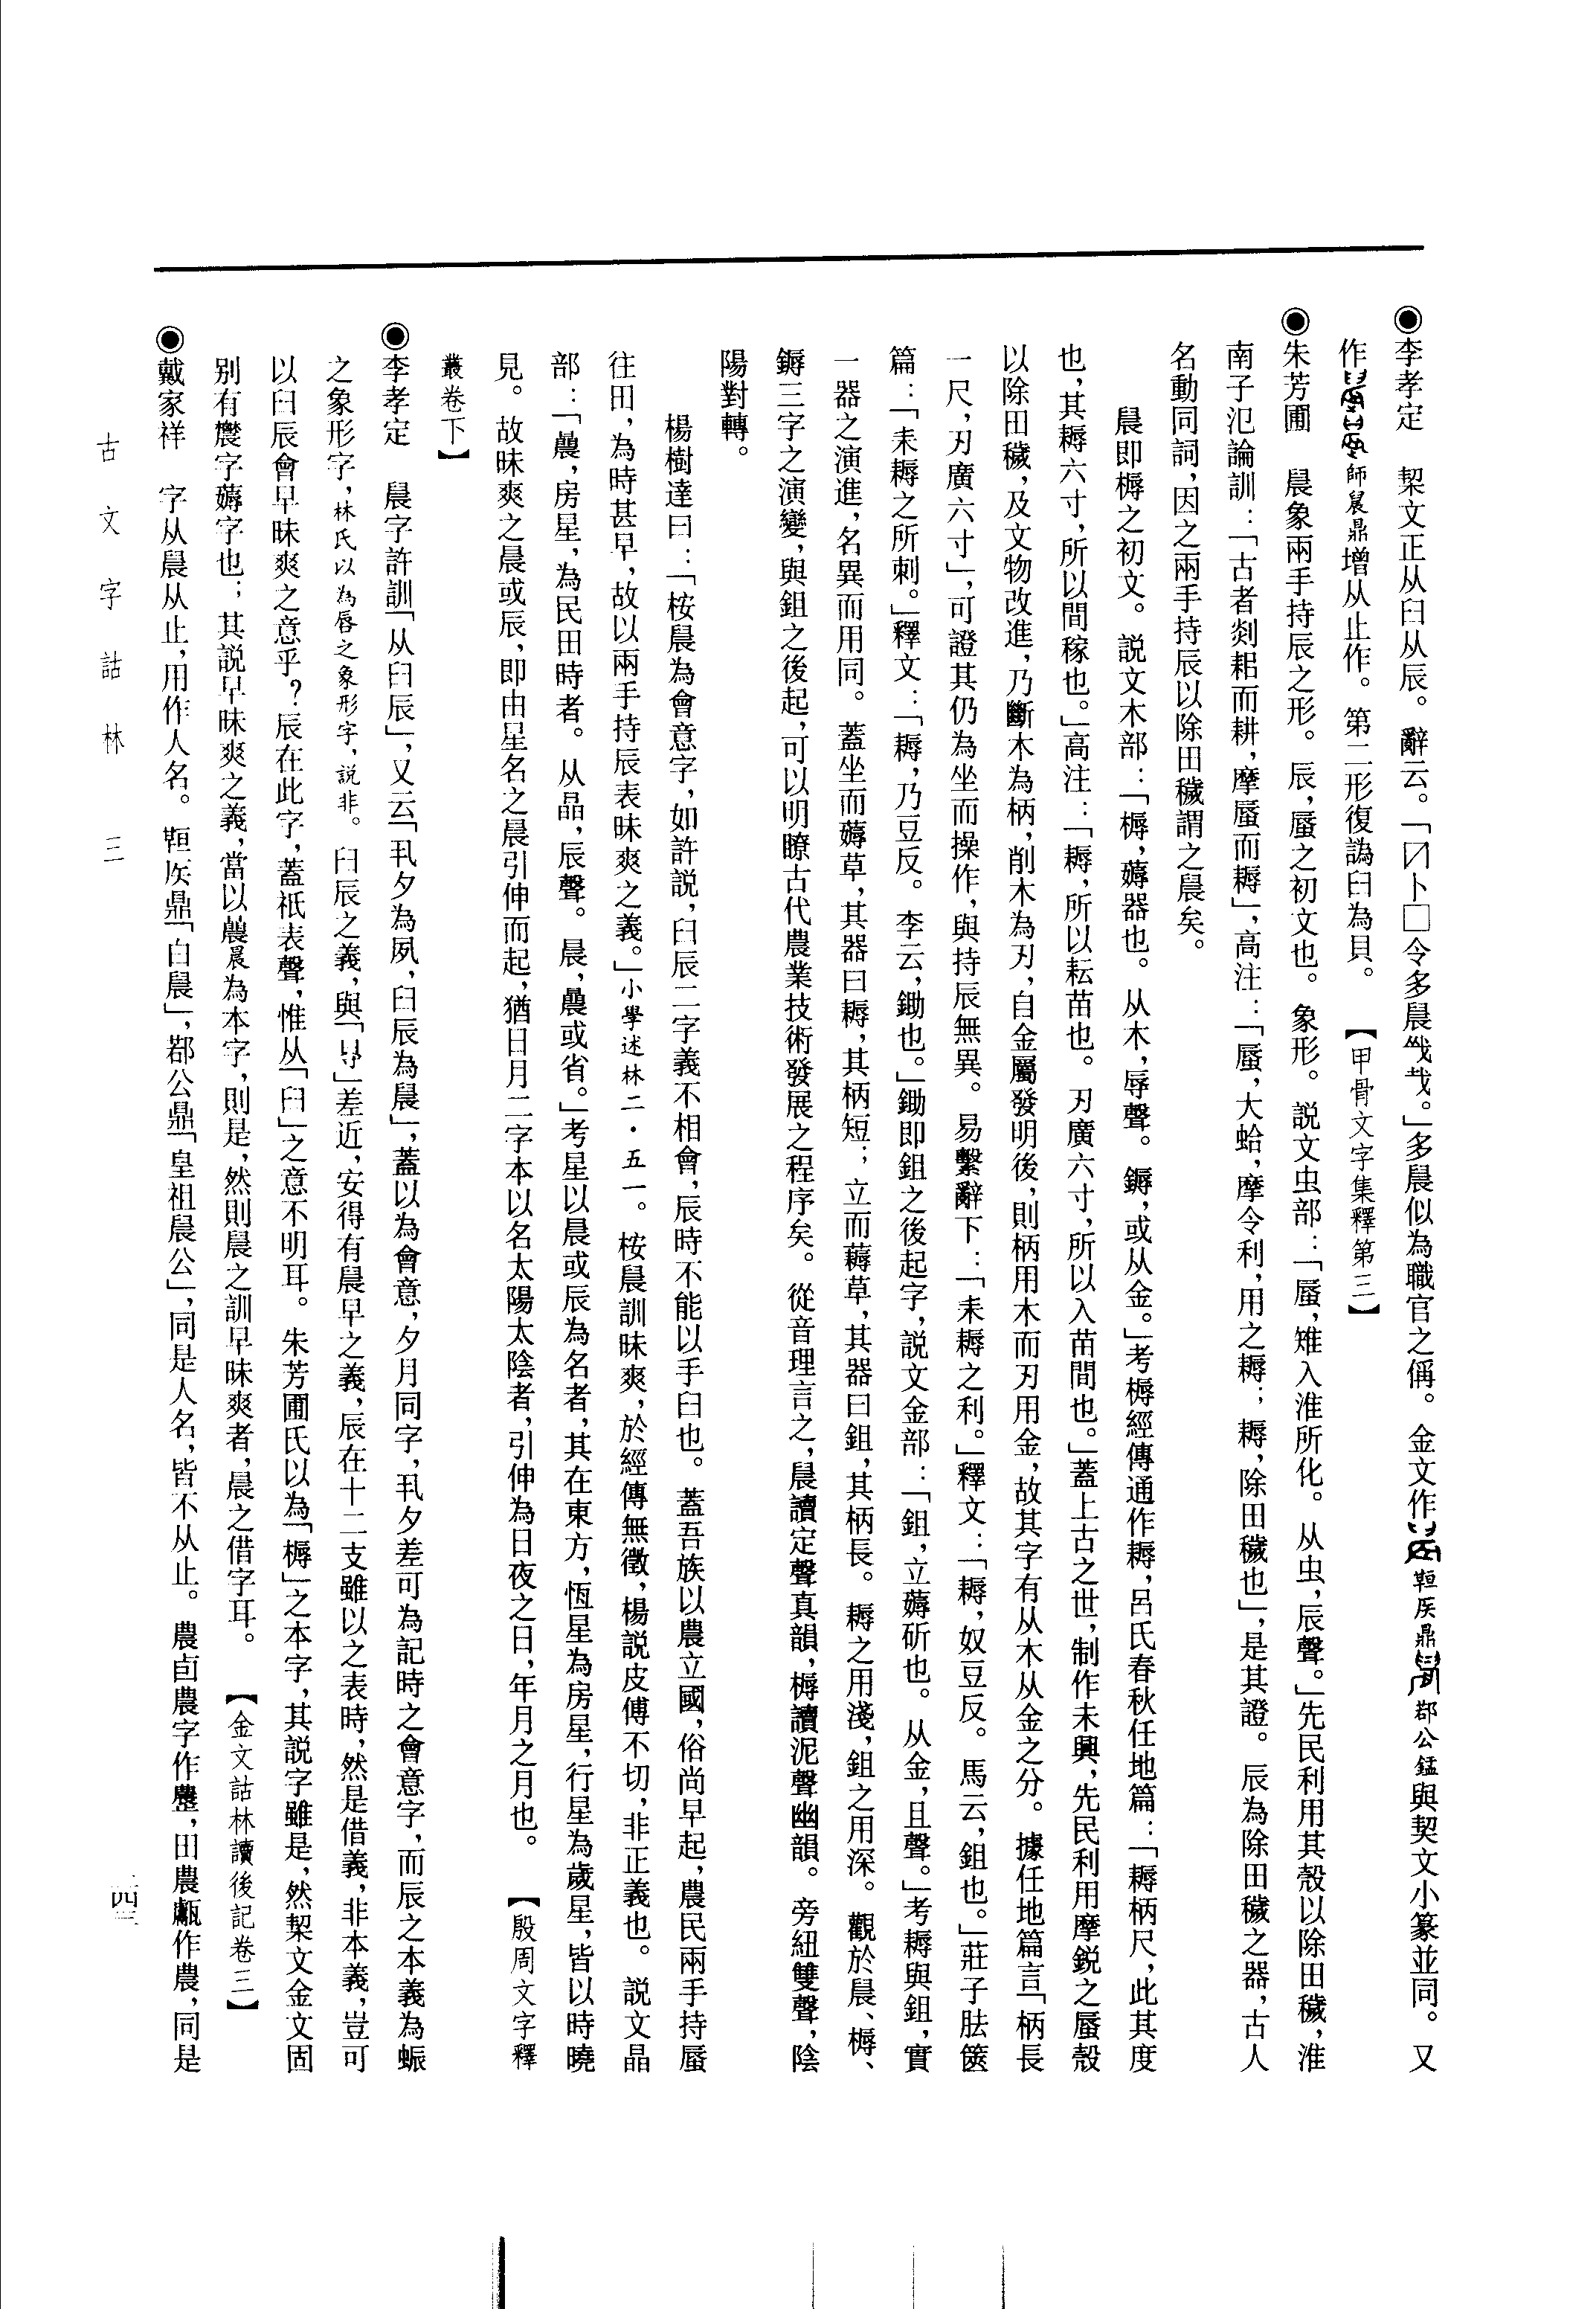 ◉李孝定　栔文正从𦥑从辰。辭云。「囗卜□令多晨。」多晨似為職官之偁。金文作鼎都公與契文小篆並同。又
作師㫳鼎增从止作。第二形復譌𦥑為貝。【甲骨文字集釋第三】
◉朱芳圃　晨象兩手持辰之形。辰，蜃之初文也。象形。説文虫部：「蜃，雉入淮所化。从虫，辰聲。」先民利用其殼以除田穢，淮
南子氾論訓：「古者剡耜而耕，摩蜃而耨」，高注：「蜃，大蛤，摩令利，用之耨；耨，除田穢也」，是其證。辰為除田穢之器，古人
名動同詞，因之兩手持辰以除田穢謂之晨矣。
晨即槈之初文。説文木部：「槈，薅器也。从木，辱聲。鎒，或从金。」考槈經傳通作耨，呂氏春秋任地篇：「耨柄尺，此其度
也，其耨六寸，所以間稼也。」高注：「耨，所以耘苗也。刃廣六寸，所以入苗間也。」蓋上古之世，制作未興，先民利用摩鋭之蜃殼
以除田穢，及文物改進，乃斷木為柄，削木為刃，自金屬發明後，則柄用木而刃用金，故其字有从木从金之分。據任地篇言「柄長
一尺，刃廣六寸」，可證其仍為坐而操作，與持辰無異。易繫辭下：「耒耨之利。」釋文：「耨，奴豆反。馬云，鉏也。」莊子胠篋
篇：「耒耨之所刺。」釋文：「耨，乃豆反。李云，鋤也。」鋤即鉏之後起字，説文金部：「鉏，立薅斫也。从金，且聲。」考耨與鉏，實
一器之演進，名異而用同。蓋坐而薅草，其器曰耨，其柄短；立而薅草，其器曰鉏，其柄長。耨之用淺，鉏之用深。觀於晨、槈、
鎒三字之演變，與鉏之後起，可以明瞭古代農業技術發展之程序矣。從音理言之，晨讀定聲真韻，槈讀泥聲幽韻。旁紐雙聲，陰
陽對轉。
楊樹達曰：「桉晨為會意字，如許説，𦥑辰二字義不相會，辰時不能以手𦥑也。蓋吾族以農立國，俗尚早起，農民兩手持蜃
往田，為時甚早，故以兩手持辰表昧爽之義。」小學述林二·五一。桉晨訓昧爽，於經傳無徵，楊説皮傅不切，非正義也。説文晶
部：「曟，房星，為民田時者。从晶，辰聲。晨，曟或省。」考星以晨或辰為名者，其在東方，恆星為房星，行星為歲星，皆以時曉
見。故昧爽之晨或辰，即由星名之晨引伸而起，猶日月二字本以名太陽太陰者，引伸為日夜之日，年月之月也。【殷周文字釋
叢卷下】
◉李孝定　晨字許訓「从𦥑辰」，又云「丮夕為夙，𦥑辰為晨」，蓋以為會意，夕月同字，丮夕差可為記時之會意字，而辰之本義為蜃
之象形字，林氏以為脣之象形字，説非。𦥑辰之義，與「㝵」差近，安得有晨早之義，辰在十二支雖以之表時，然是借義，非本義，豈可
以𦥑辰會早昧爽之意乎？辰在此字，蓋衹表聲，惟从「𦥑」之意不明耳。朱芳圃氏以為「槈」之本字，其説字雖是，然栔文金文固
别有農字薅字也；其説早昧爽之義，當以曟晨為本字，則是，然則晨之訓早昧爽者，晨之借字耳。【金文詁林讀後記卷三】
◉戴家祥　字从晨从止，用作人名。鼎「白晨」，都公鼎「皇祖晨公」，同是人名，皆不从止。農卣農字作，田農甗作農，同是
古文字詁林　三